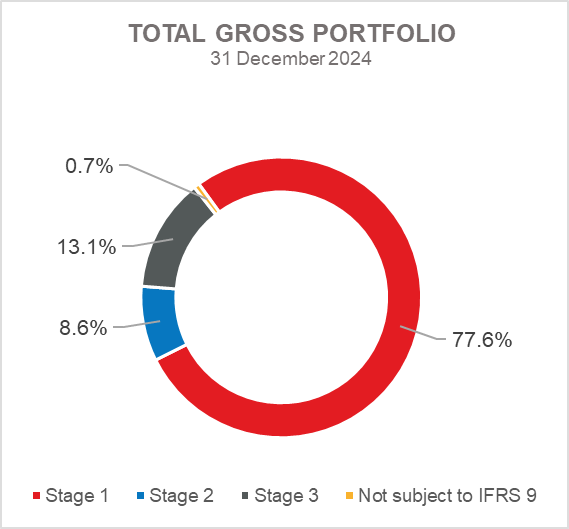 TOTAL GROSS PORTFOLIO
31 December 2024
0.7%
13.1%
8.6%
77.6%
Stage 1 Stage 2 Stage 3 Not subject to IFRS 9